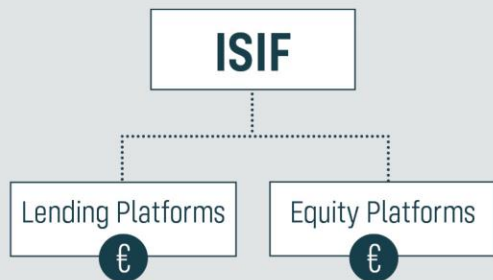 ISIF
Lending Platforms
Equity Platforms
€
€